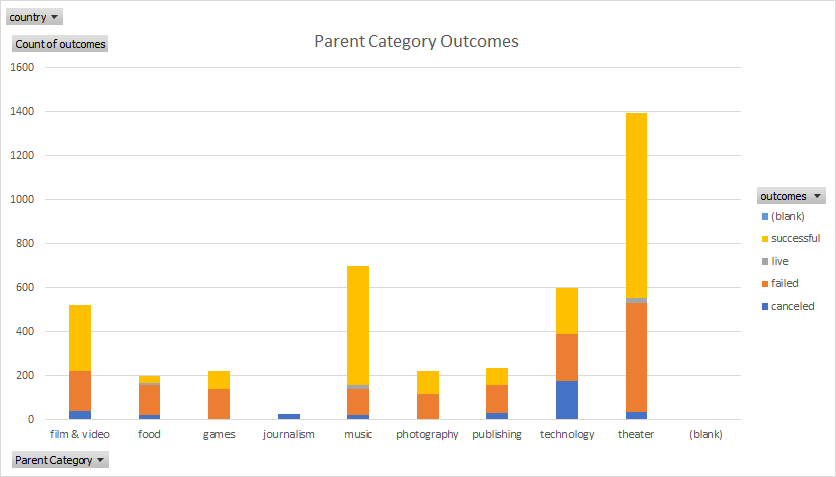 country
Count of outcomes
Parent Category Outcomes
1600
1400
1200
1000
800
600
400
200
0
film & video
food
games
journalism
music
photography
publishing
technology
theater
(blank)
outcomes
(blank)
successful
live
failed
canceled
Parent Category